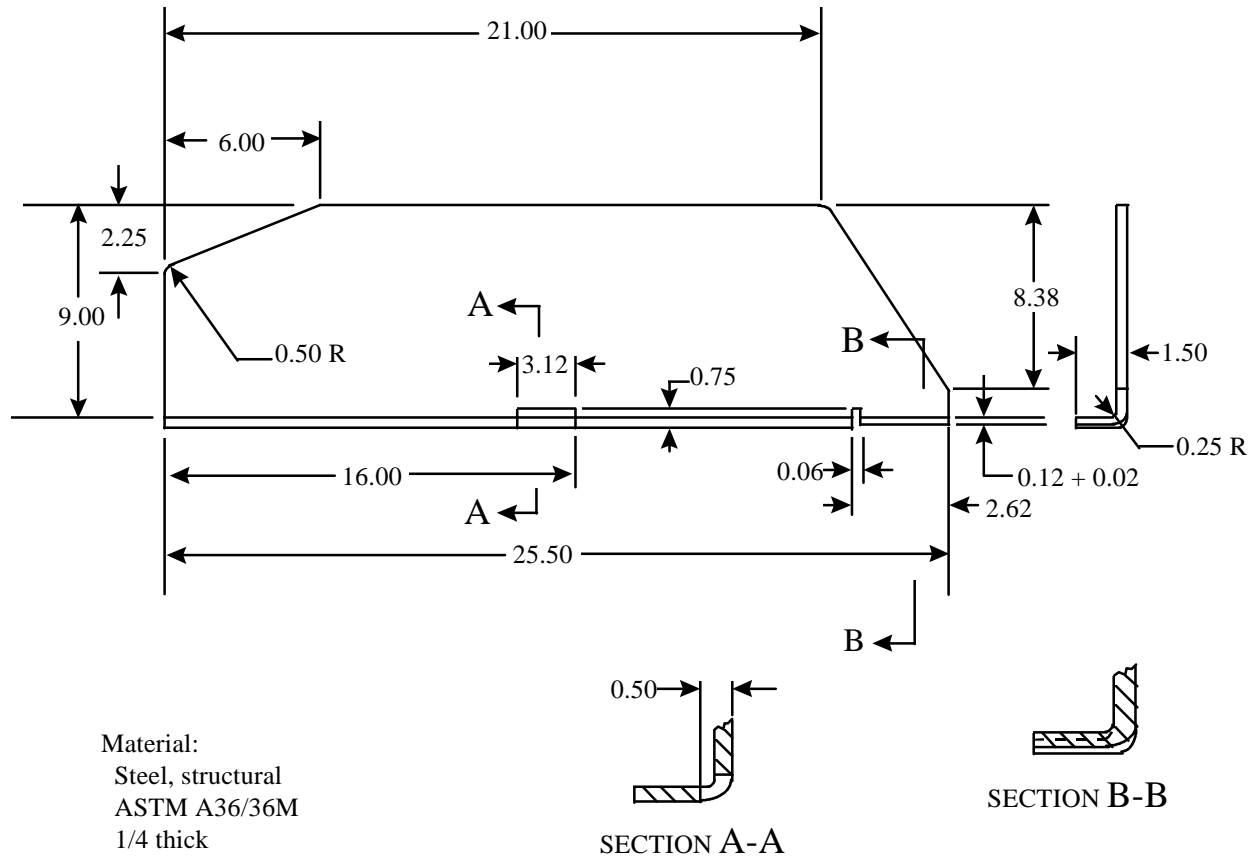 21.00
6.00
2.25
9.00
8.38
A
B
0.50 R
3.12
0.75
1.50
0.25 R
16.00
0.06
0.12 + 0.02
A
2.62
25.50
B
0.50
Material:
Steel, structural
ASTM A36/36M
1/4 thick
SECTION A-A
SECTION B-B